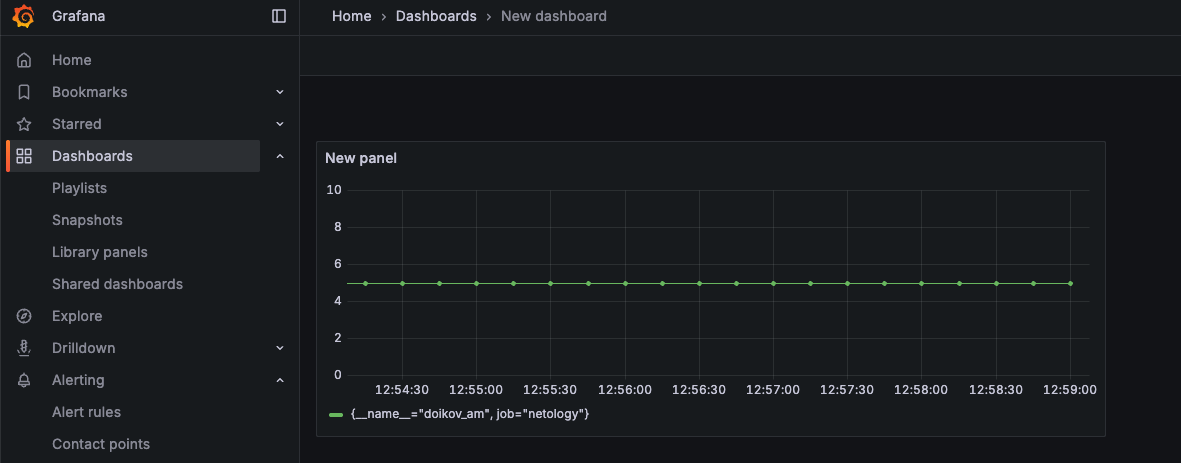 Grafana
Home
Bookmarks
Starred
Dashboards
Playlists
Snapshots
Library panels
Shared dashboards
Explore
Drilldown
Alerting
Alert rules
Contact points
Home › Dashboards › New dashboard
New panel
10
8
6
4
2
0
12:54:30 12:55:00 12:55:30 12:56:00 12:56:30 12:57:00 12:57:30 12:58:00 12:58:30 12:59:00
{__name__="doikov_am", job="netology"}